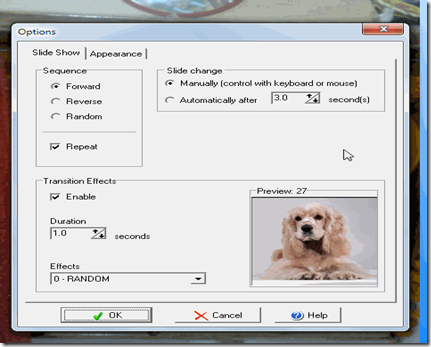 Options
Slide Show Appearance
Sequence
Forward
Reverse
Random
Repeat
Slide change
Manually (control with keyboard or mouse)
Automatically after 3.0 second(s)
Transition Effects
Enable
Duration
1.0 seconds
Effects
0 - RANDOM
Preview: 27
OK Cancel Help